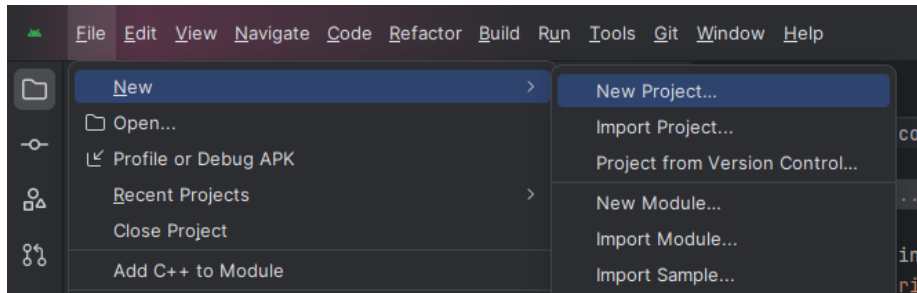 File Edit View Navigate Code Refactor Build Run Tools Git Window Help
New
Open...
Profile or Debug APK
Recent Projects
Close Project
Add C++ to Module
New Project...
Import Project...
Project from Version Control...
New Module...
Import Module...
Import Sample...